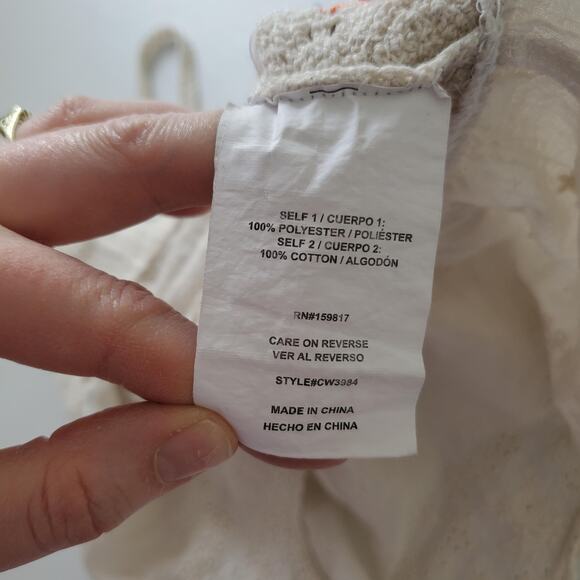 SELF 1 / CUERPO 1:
100% POLYESTER / POLIÉSTER
SELF 2 / CUERPO 2:
100% COTTON / ALGODÓN
RN#159817
CARE ON REVERSE
VER AL REVERSO
STYLE#CW3984
MADE IN CHINA
HECHO EN CHINA